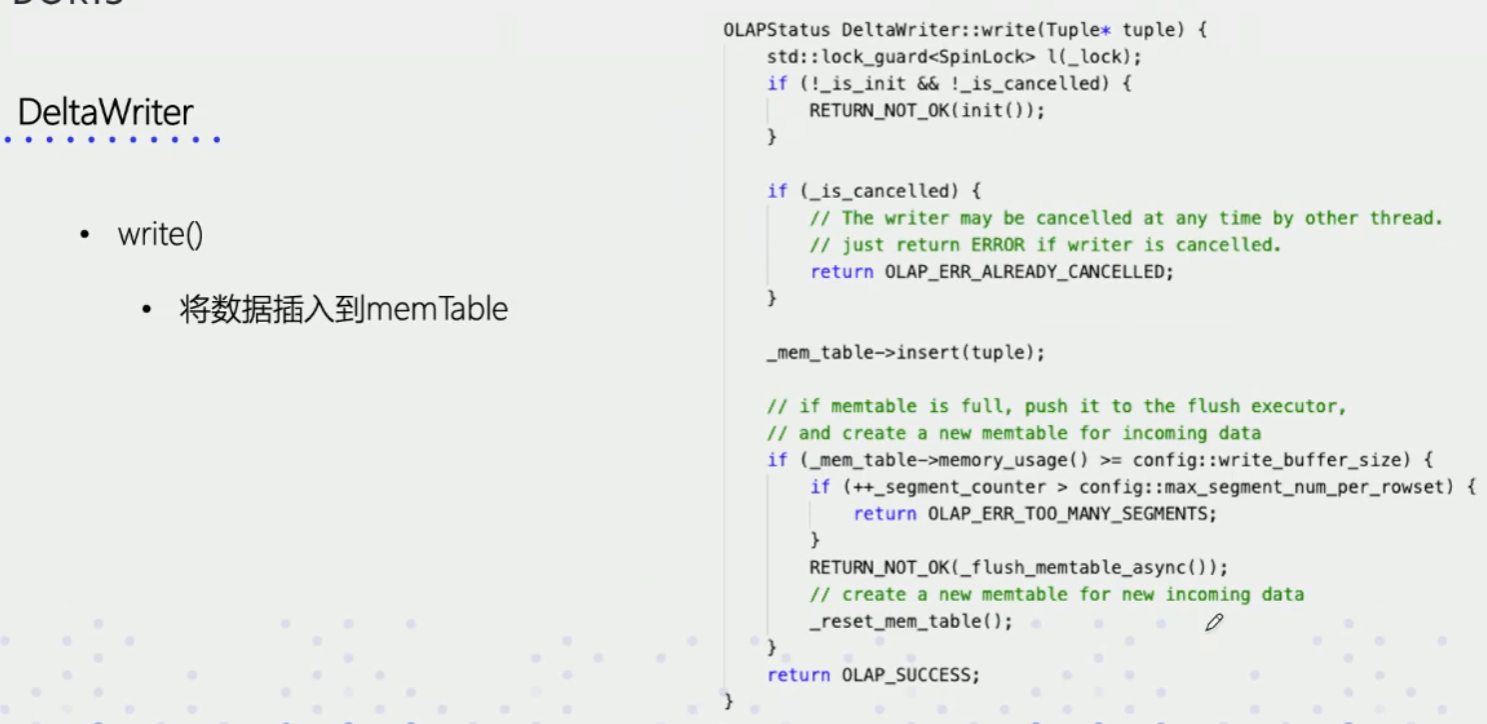 DORIS
DeltaWriter
• write()
• 将数据插入到memTable
OLAPStatus DeltaWriter::write(Tuple* tuple) {
    std::lock_guard<SpinLock> l(_lock);
    if (!_is_init && !_is_cancelled) {
        RETURN_NOT_OK(init());
    }

    if (_is_cancelled) {
        // The writer may be cancelled at any time by other thread.
        // just return ERROR if writer is cancelled.
        return OLAP_ERR_ALREADY_CANCELLED;
    }

    _mem_table->insert(tuple);

    // if memtable is full, push it to the flush executor,
    // and create a new memtable for incoming data
    if (_mem_table->memory_usage() >= config::write_buffer_size) {
        if (++_segment_counter > config::max_segment_num_per_rowset) {
            return OLAP_ERR_TOO_MANY_SEGMENTS;
        }
        RETURN_NOT_OK(_flush_memtable_async());
        // create a new memtable for new incoming data
        _reset_mem_table();
    }
    return OLAP_SUCCESS;
}